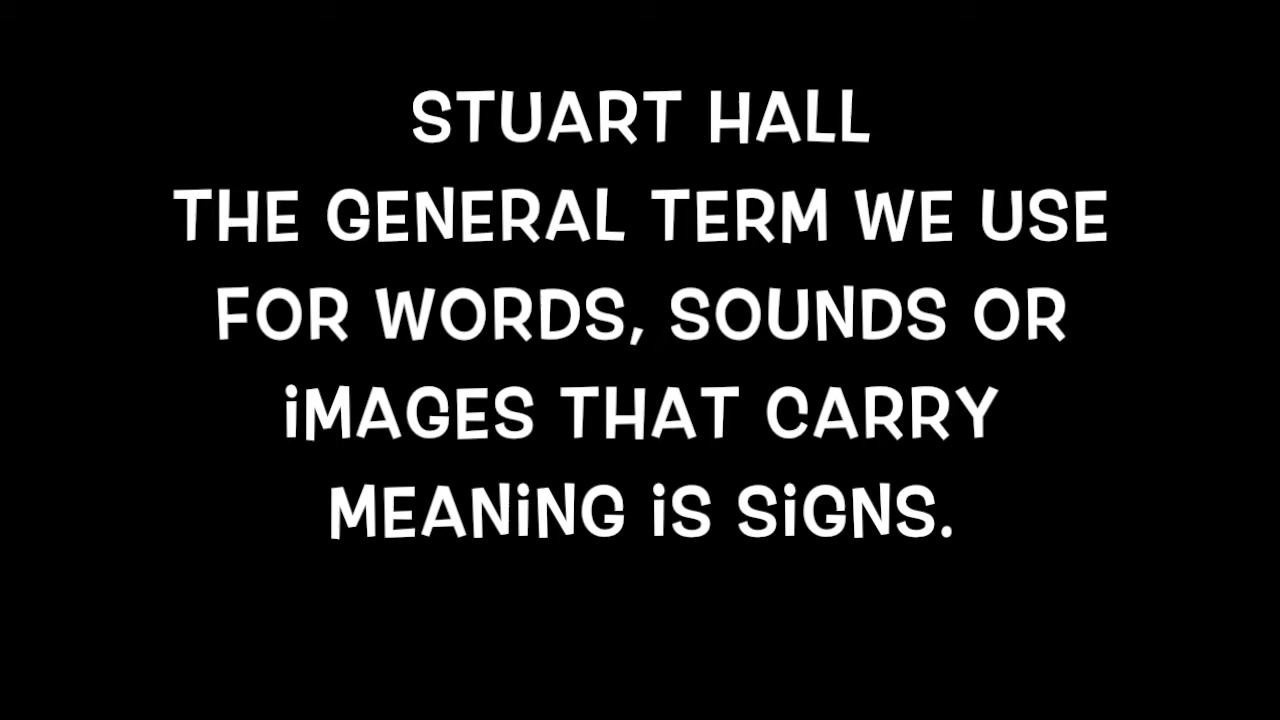 STUART HALL
THE GENERAL TERM WE USE
FOR WORDS, SOUNDS OR
iMAGES THAT CARRY
MEANiNG iS SiGNS.